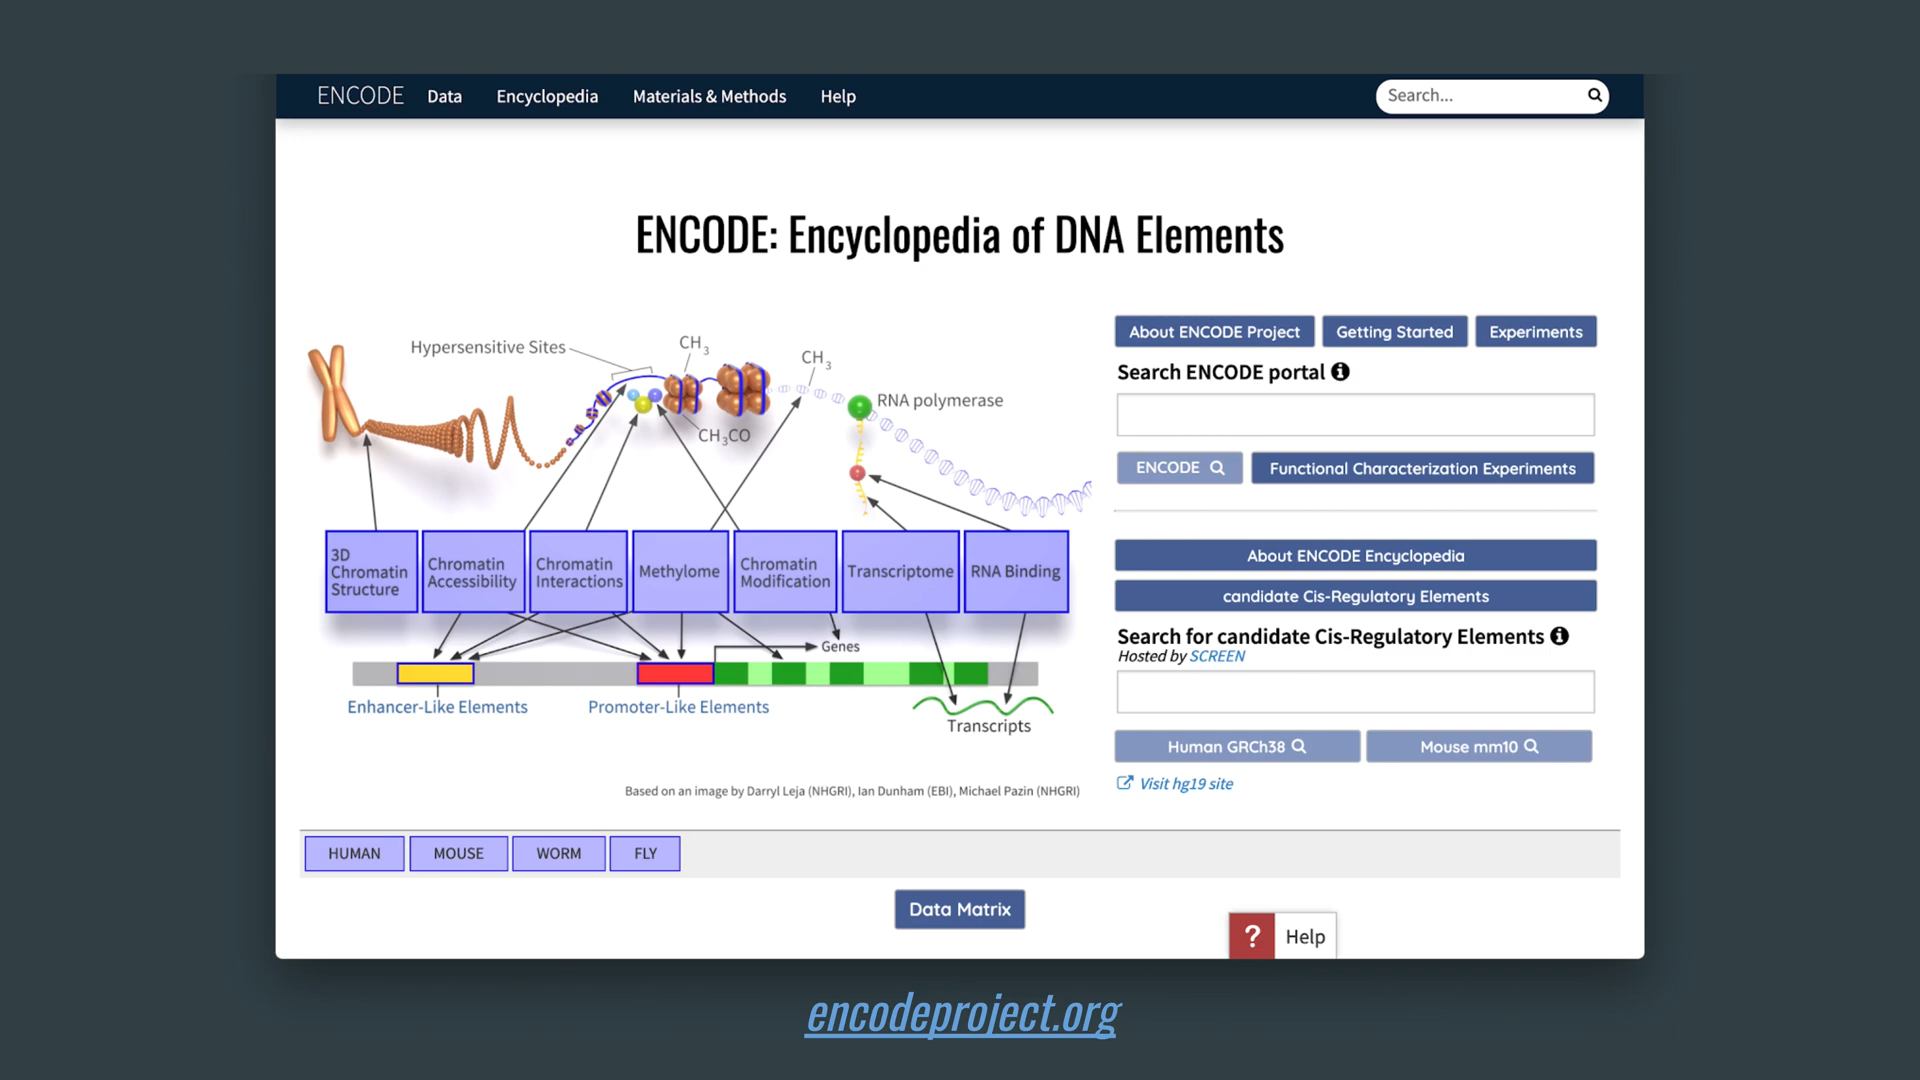 ENCODE Data Encyclopedia Materials & Methods Help Search...
ENCODE: Encyclopedia of DNA Elements
Hypersensitive Sites
CH3
CH3
RNA polymerase
CH3CO
3D
Chromatin
Structure
Chromatin
Accessibility
Chromatin
Interactions
Methylome
Chromatin
Modification
Transcriptome
RNA Binding
Genes
Enhancer-Like Elements
Promoter-Like Elements
Transcripts
Based on an image by Darryl Leja (NHGRI), Ian Dunham (EBI), Michael Pazin (NHGRI)
About ENCODE Project Getting Started Experiments
Search ENCODE portal
ENCODE Functional Characterization Experiments
About ENCODE Encyclopedia
candidate Cis-Regulatory Elements
Search for candidate Cis-Regulatory Elements
Hosted by SCREEN
Human GRCh38 Mouse mm10
Visit hg19 site
HUMAN MOUSE WORM FLY
Data Matrix
? Help
encodeproject.org